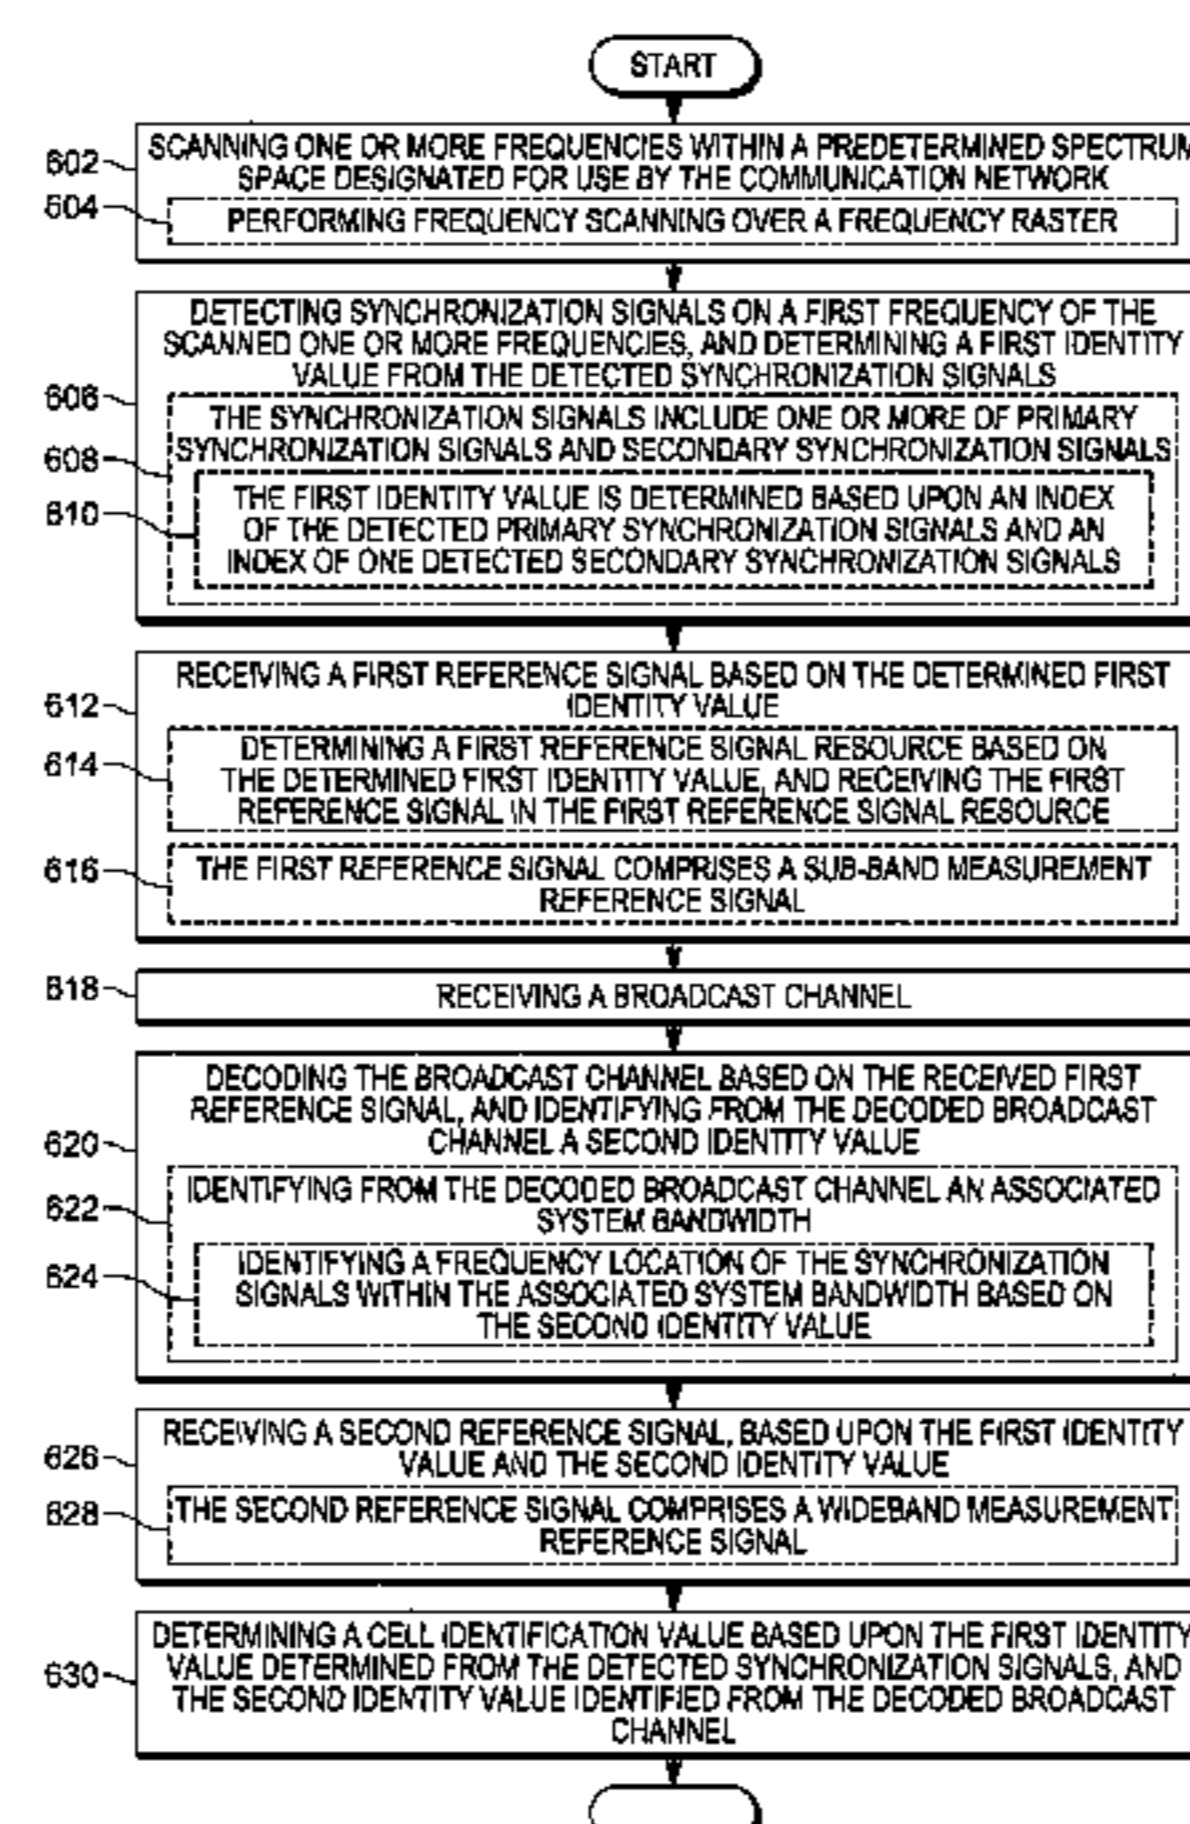 START
602
SCANNING ONE OR MORE FREQUENCIES WITHIN A PREDETERMINED SPECTRUM
SPACE DESIGNATED FOR USE BY THE COMMUNICATION NETWORK
604
PERFORMING FREQUENCY SCANNING OVER A FREQUENCY RASTER
DETECTING SYNCHRONIZATION SIGNALS ON A FIRST FREQUENCY OF THE
SCANNED ONE OR MORE FREQUENCIES, AND DETERMINING A FIRST IDENTITY
VALUE FROM THE DETECTED SYNCHRONIZATION SIGNALS
606
THE SYNCHRONIZATION SIGNALS INCLUDE ONE OR MORE OF PRIMARY
SYNCHRONIZATION SIGNALS AND SECONDARY SYNCHRONIZATION SIGNALS
608
THE FIRST IDENTITY VALUE IS DETERMINED BASED UPON AN INDEX
610
OF THE DETECTED PRIMARY SYNCHRONIZATION SIGNALS AND AN
INDEX OF ONE DETECTED SECONDARY SYNCHRONIZATION SIGNALS
RECEIVING A FIRST REFERENCE SIGNAL BASED ON THE DETERMINED FIRST
612
IDENTITY VALUE
DETERMINING A FIRST REFERENCE SIGNAL RESOURCE BASED ON
614
THE DETERMINED FIRST IDENTITY VALUE, AND RECEIVING THE FIRST
REFERENCE SIGNAL IN THE FIRST REFERENCE SIGNAL RESOURCE
616
THE FIRST REFERENCE SIGNAL COMPRISES A SUB-BAND MEASUREMENT
REFERENCE SIGNAL
618
RECEIVING A BROADCAST CHANNEL
DECODING THE BROADCAST CHANNEL BASED ON THE RECEIVED FIRST
REFERENCE SIGNAL, AND IDENTIFYING FROM THE DECODED BROADCAST
620
CHANNEL A SECOND IDENTITY VALUE
IDENTIFYING FROM THE DECODED BROADCAST CHANNEL AN ASSOCIATED
622
SYSTEM BANDWIDTH
IDENTIFYING A FREQUENCY LOCATION OF THE SYNCHRONIZATION
624
SIGNALS WITHIN THE ASSOCIATED SYSTEM BANDWIDTH BASED ON
THE SECOND IDENTITY VALUE
RECEIVING A SECOND REFERENCE SIGNAL, BASED UPON THE FIRST IDENTITY
626
VALUE AND THE SECOND IDENTITY VALUE
628
THE SECOND REFERENCE SIGNAL COMPRISES A WIDEBAND MEASUREMENT
REFERENCE SIGNAL
DETERMINING A CELL IDENTIFICATION VALUE BASED UPON THE FIRST IDENTITY
630
VALUE DETERMINED FROM THE DETECTED SYNCHRONIZATION SIGNALS, AND
THE SECOND IDENTITY VALUE IDENTIFIED FROM THE DECODED BROADCAST
CHANNEL